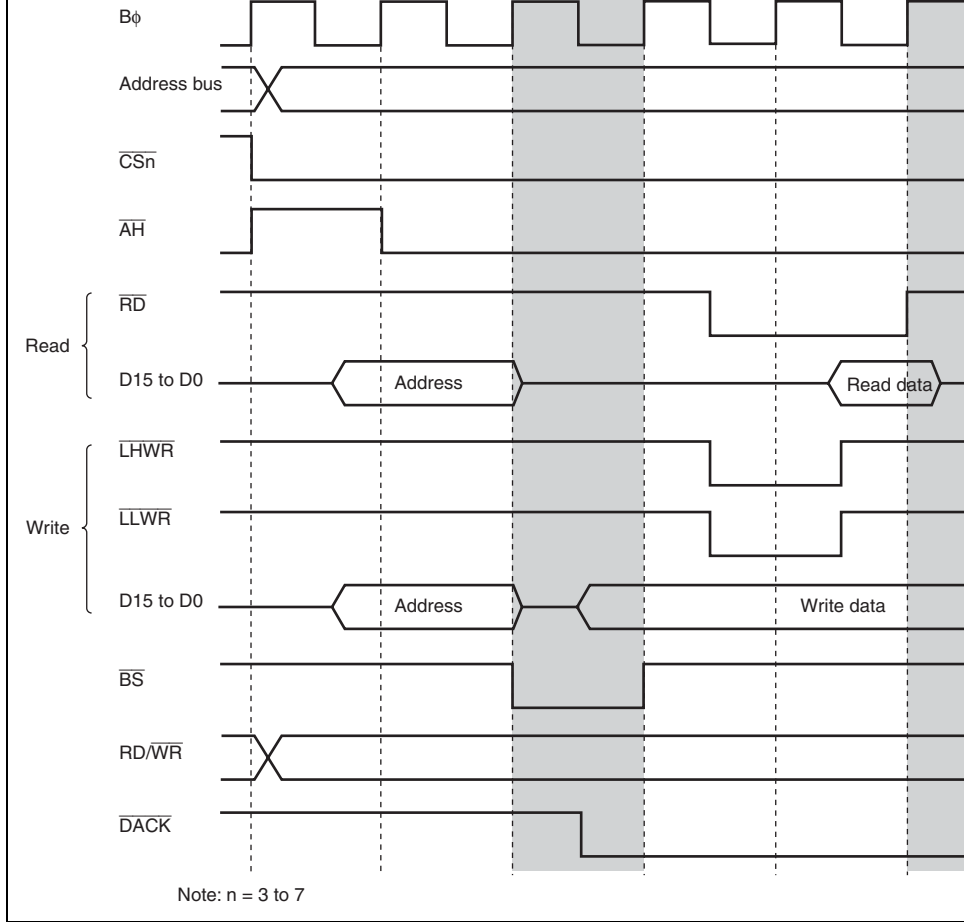 Bϕ
Address bus
CSn
AH
RD
Read
D15 to D0
Address
Read data
LHWR
LLWR
Write
D15 to D0
Address
Write data
BS
RD/WR
DACK
Note: n = 3 to 7